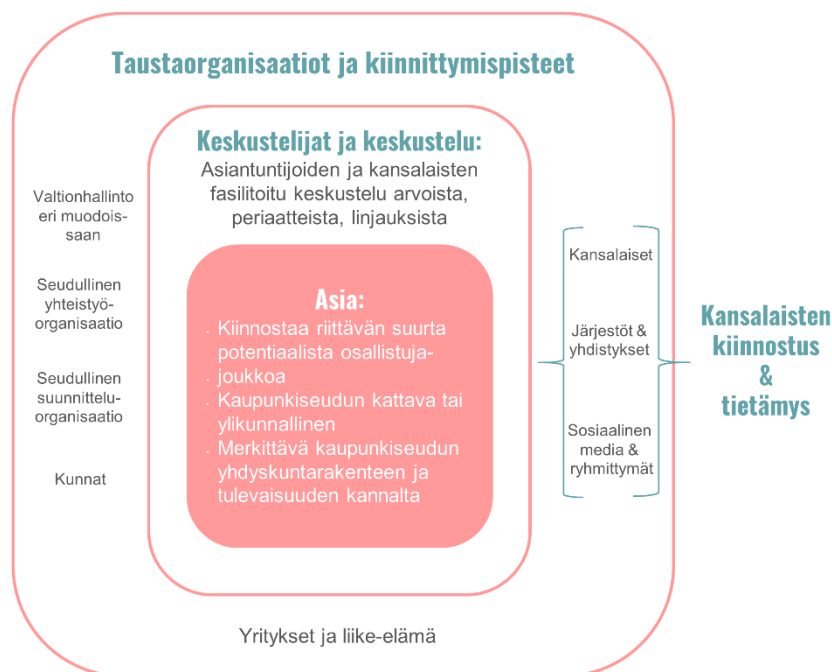 Taustaorganisaatiot ja kiinnittymispisteet
Keskustelijat ja keskustelu:
Asiantuntijoiden ja kansalaisten
fasilitoitu keskustelu arvoista,
periaatteista, linjauksista
Valtionhallinto
eri muodois-
saan
Seudullinen
yhteistyö-
organisaatio
Seudullinen
suunnittelu-
organisaatio
Kunnat
Asia:
· Kiinnostaa riittävän suurta
potentiaalista osallistuja-
joukkoa
· Kaupunkiseudun kattava tai
ylikunnallinen
· Merkittävä kaupunkiseudun
yhdyskuntarakenteen ja
tulevaisuuden kannalta
Kansalaiset
Järjestöt &
yhdistykset
Sosiaalinen
media &
ryhmittymät
Kansalaisten
kiinnostus
&
tietämys
Yritykset ja liike-elämä